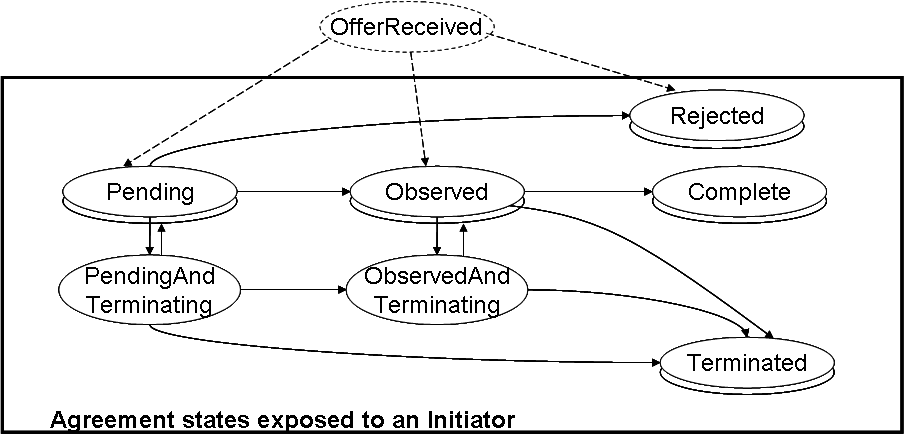 OfferReceived
Rejected
Pending
Observed
Complete
PendingAnd
Terminating
ObservedAnd
Terminating
Terminated
Agreement states exposed to an Initiator